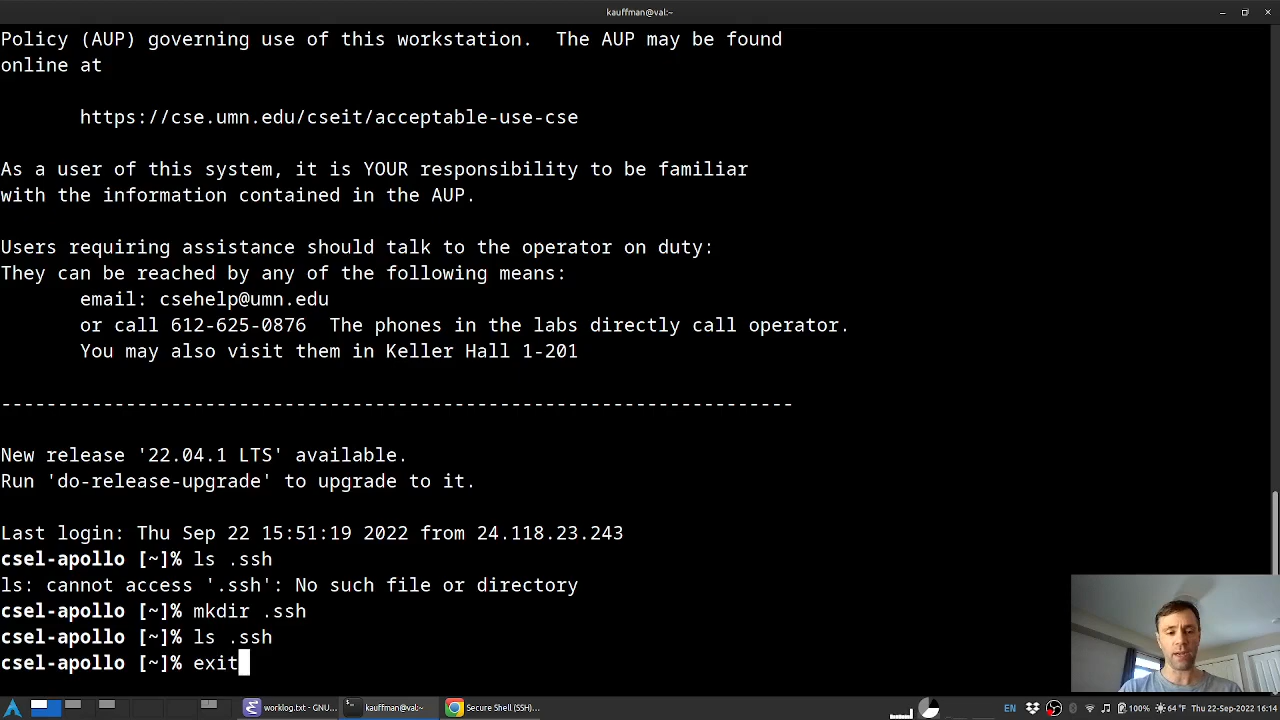 kauffman@val:~
Policy (AUP) governing use of this workstation.  The AUP may be found
online at
https://cse.umn.edu/cseit/acceptable-use-cse
As a user of this system, it is YOUR responsibility to be familiar
with the information contained in the AUP.
Users requiring assistance should talk to the operator on duty:
They can be reached by any of the following means:
email: csehelp@umn.edu
or call 612-625-0876  The phones in the labs directly call operator.
You may also visit them in Keller Hall 1-201
----------------------------------------------------------------------
New release '22.04.1 LTS' available.
Run 'do-release-upgrade' to upgrade to it.
Last login: Thu Sep 22 15:51:19 2022 from 24.118.23.243
csel-apollo [~]% ls .ssh
ls: cannot access '.ssh': No such file or directory
csel-apollo [~]% mkdir .ssh
csel-apollo [~]% ls .ssh
csel-apollo [~]% exit
worklog.txt - GNU... kauffman@val:~ Secure Shell (SSH)... EN 100% 64°F Thu 22-Sep-2022 16:14